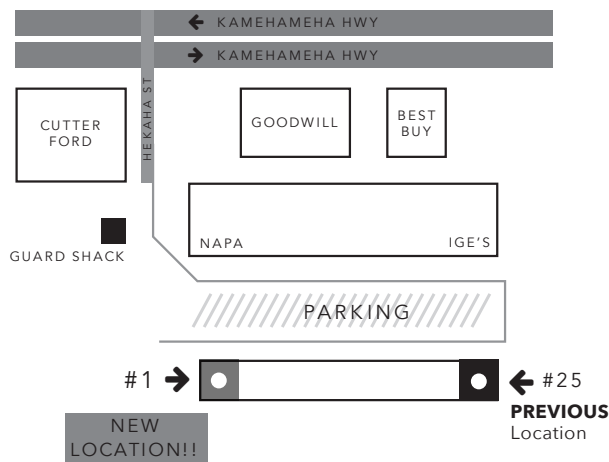 KAMEHAMEHA HWY
KAMEHAMEHA HWY
HEKAHA ST
CUTTER
FORD
GOODWILL
BEST
BUY
GUARD SHACK
NAPA
IGE'S
PARKING
#1
#25
PREVIOUS
Location
NEW
LOCATION!!